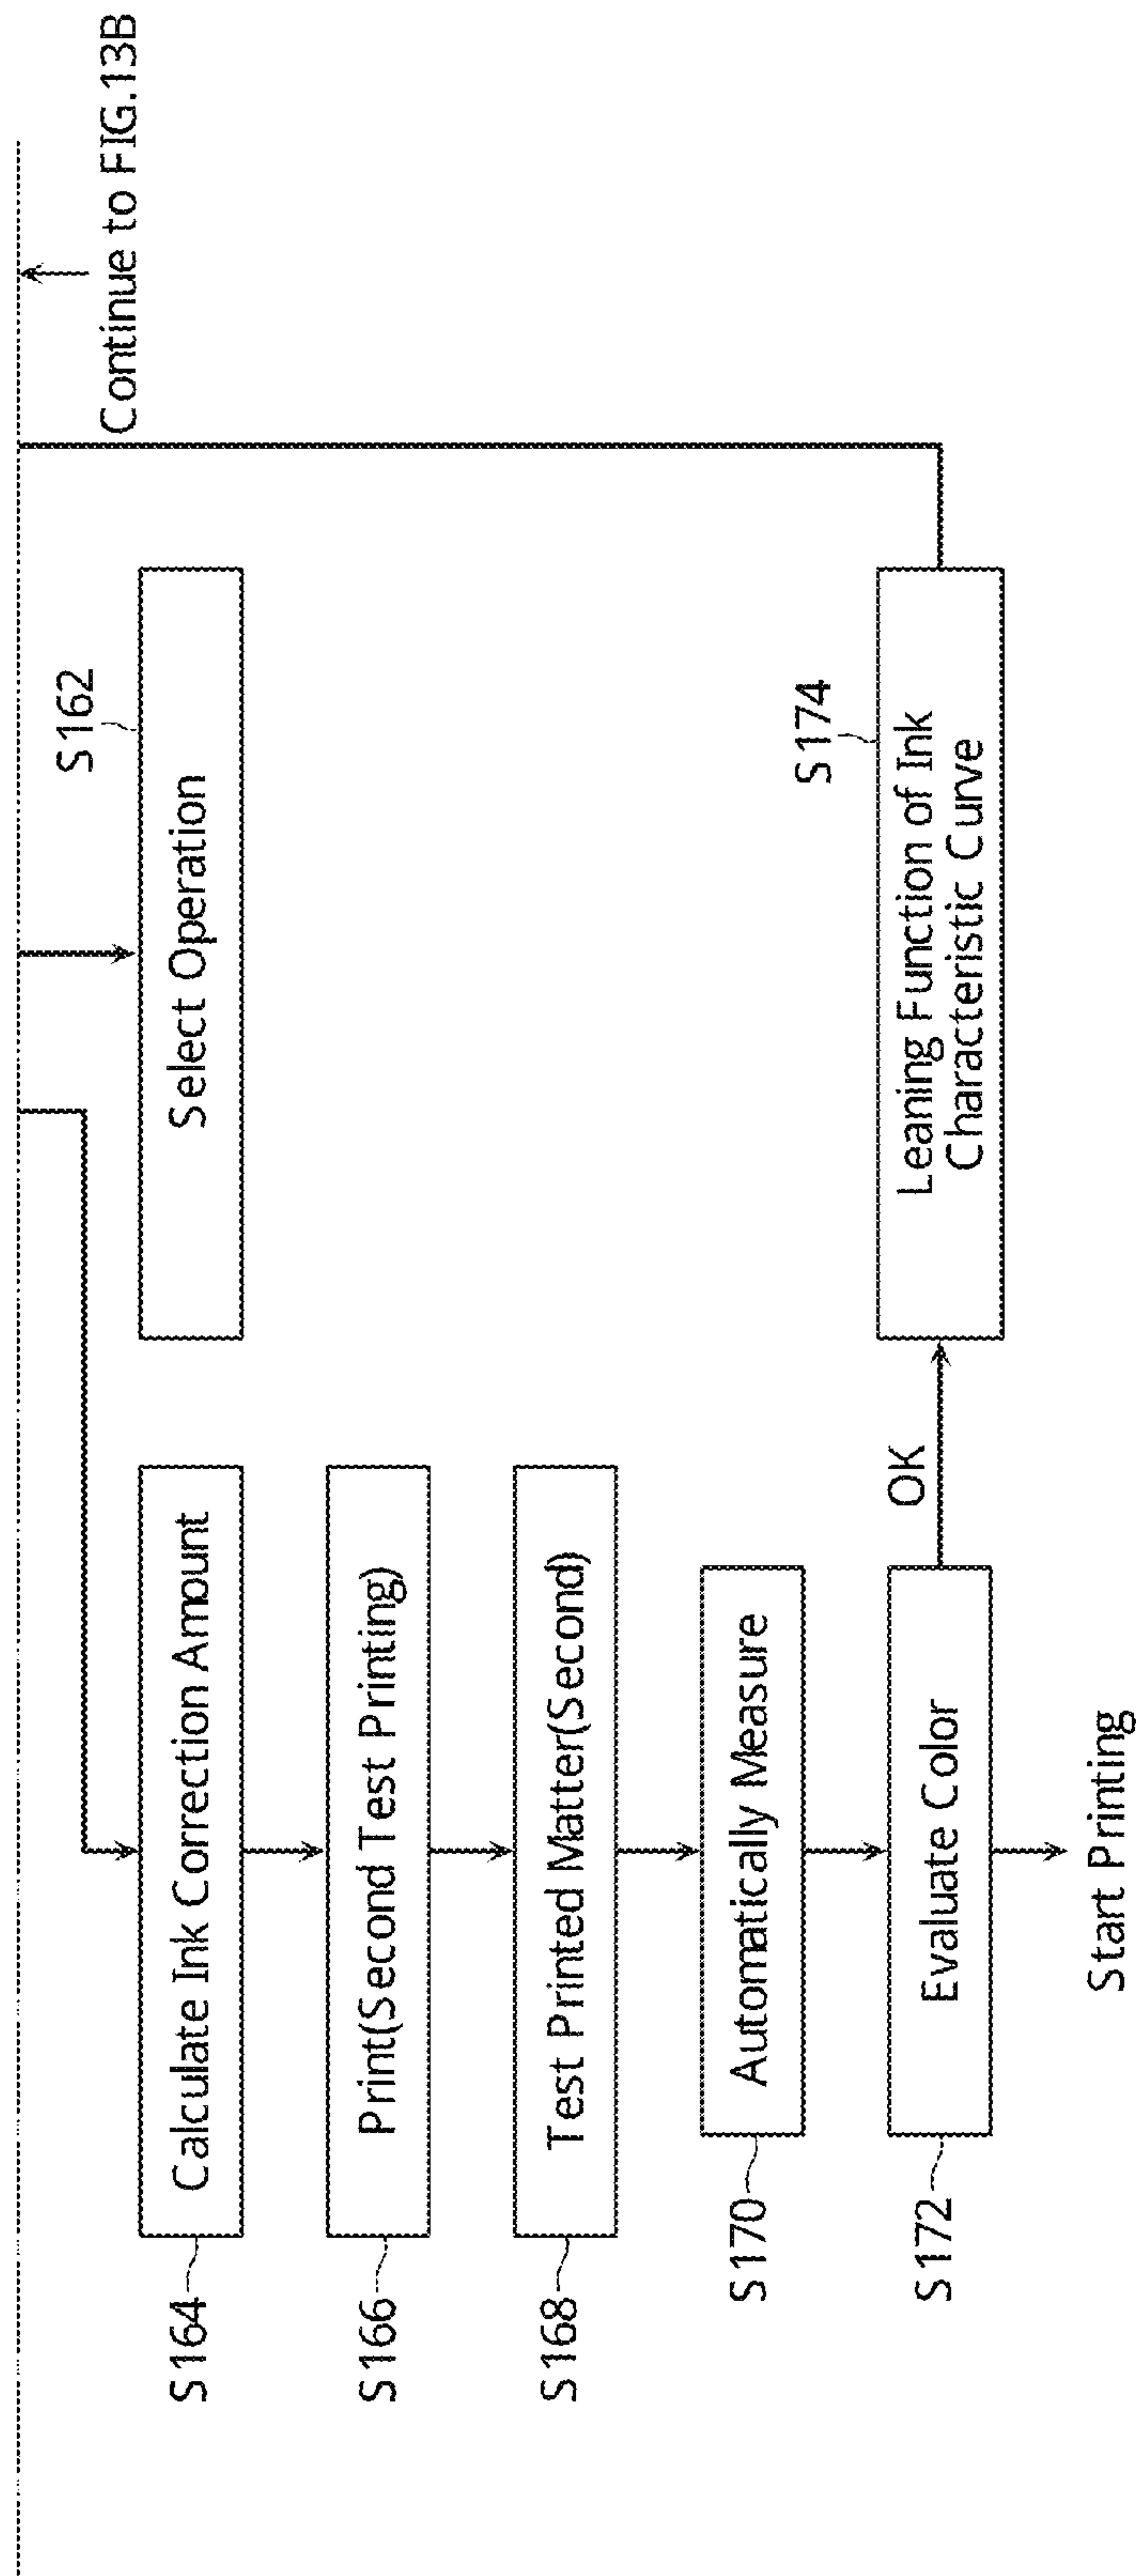 Continue to FIG.13B
S162
Select Operation
S164
Calculate Ink Correction Amount
S166
Print(Second Test Printing)
S168
Test Printed Matter(Second)
S170
Automatically Measure
S172
Evaluate Color
OK
S174
Leaning Function of Ink
Characteristic Curve
Start Printing